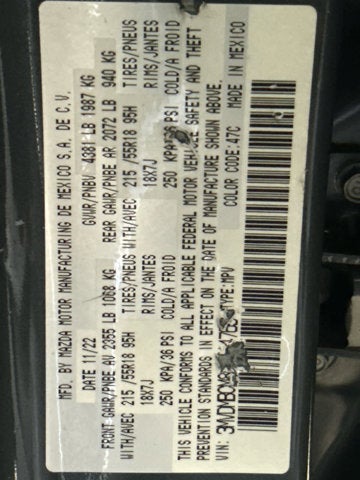 MFD. BY MAZDA MOTOR MANUFACTURING DE MEXICO S.A. DE C.V.
DATE 11/22 GVWR/PNBV 4381 LB 1987 KG
FRONT GAWR/PNBE AV 2355 LB 1068 KG REAR GAWR/PNBE AR 2072 LB 940 KG
WITH/AVEC 215 /55R18 95H TIRES/PNEUS WITH/AVEC 215 /55R18 95H TIRES/PNEUS
18X7J RIMS/JANTES 18X7J RIMS/JANTES
250 KPA/36 PSI COLD/A FROID 250 KPA/36 PSI COLD/A FROID
THIS VEHICLE CONFORMS TO ALL APPLICABLE FEDERAL MOTOR VEHICLE SAFETY AND THEFT
PREVENTION STANDARDS IN EFFECT ON THE DATE OF MANUFACTURE SHOWN ABOVE.
VIN: TYPE: MPV COLOR CODE: 47C MADE IN MEXICO